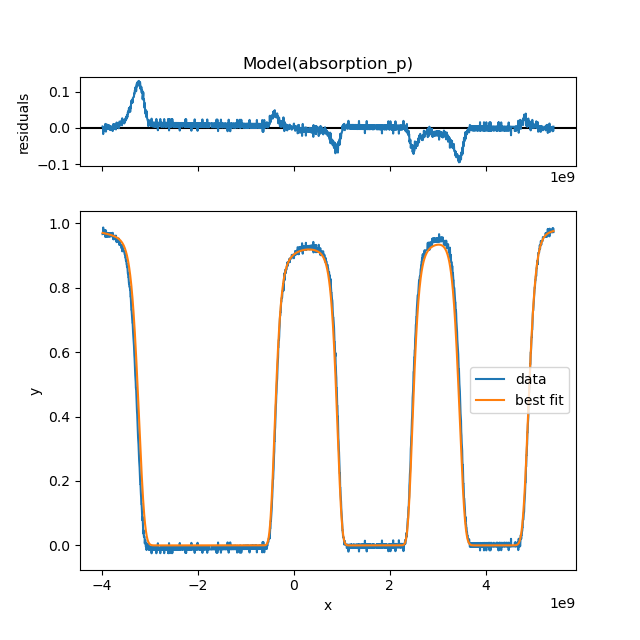 Model(absorption_p)
0.1
0.0
−0.1
residuals
1e9
1.0
0.8
0.6
0.4
0.2
0.0
y
data
best fit
−4
−2
0
2
4
x
1e9